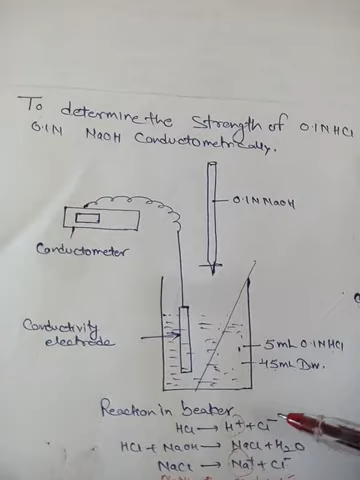 To determine the Strength of 0.1N HCl
0.1N NaOH Conductometrically.
0.1N NaOH
Conductometer
Conductivity
electrode
5mL 0.1N HCl
45mL Dw.
Reaction in beaker
HCl → H⁺ + Cl⁻
HCl + NaOH → NaCl + H₂O
NaCl → Na⁺ + Cl⁻